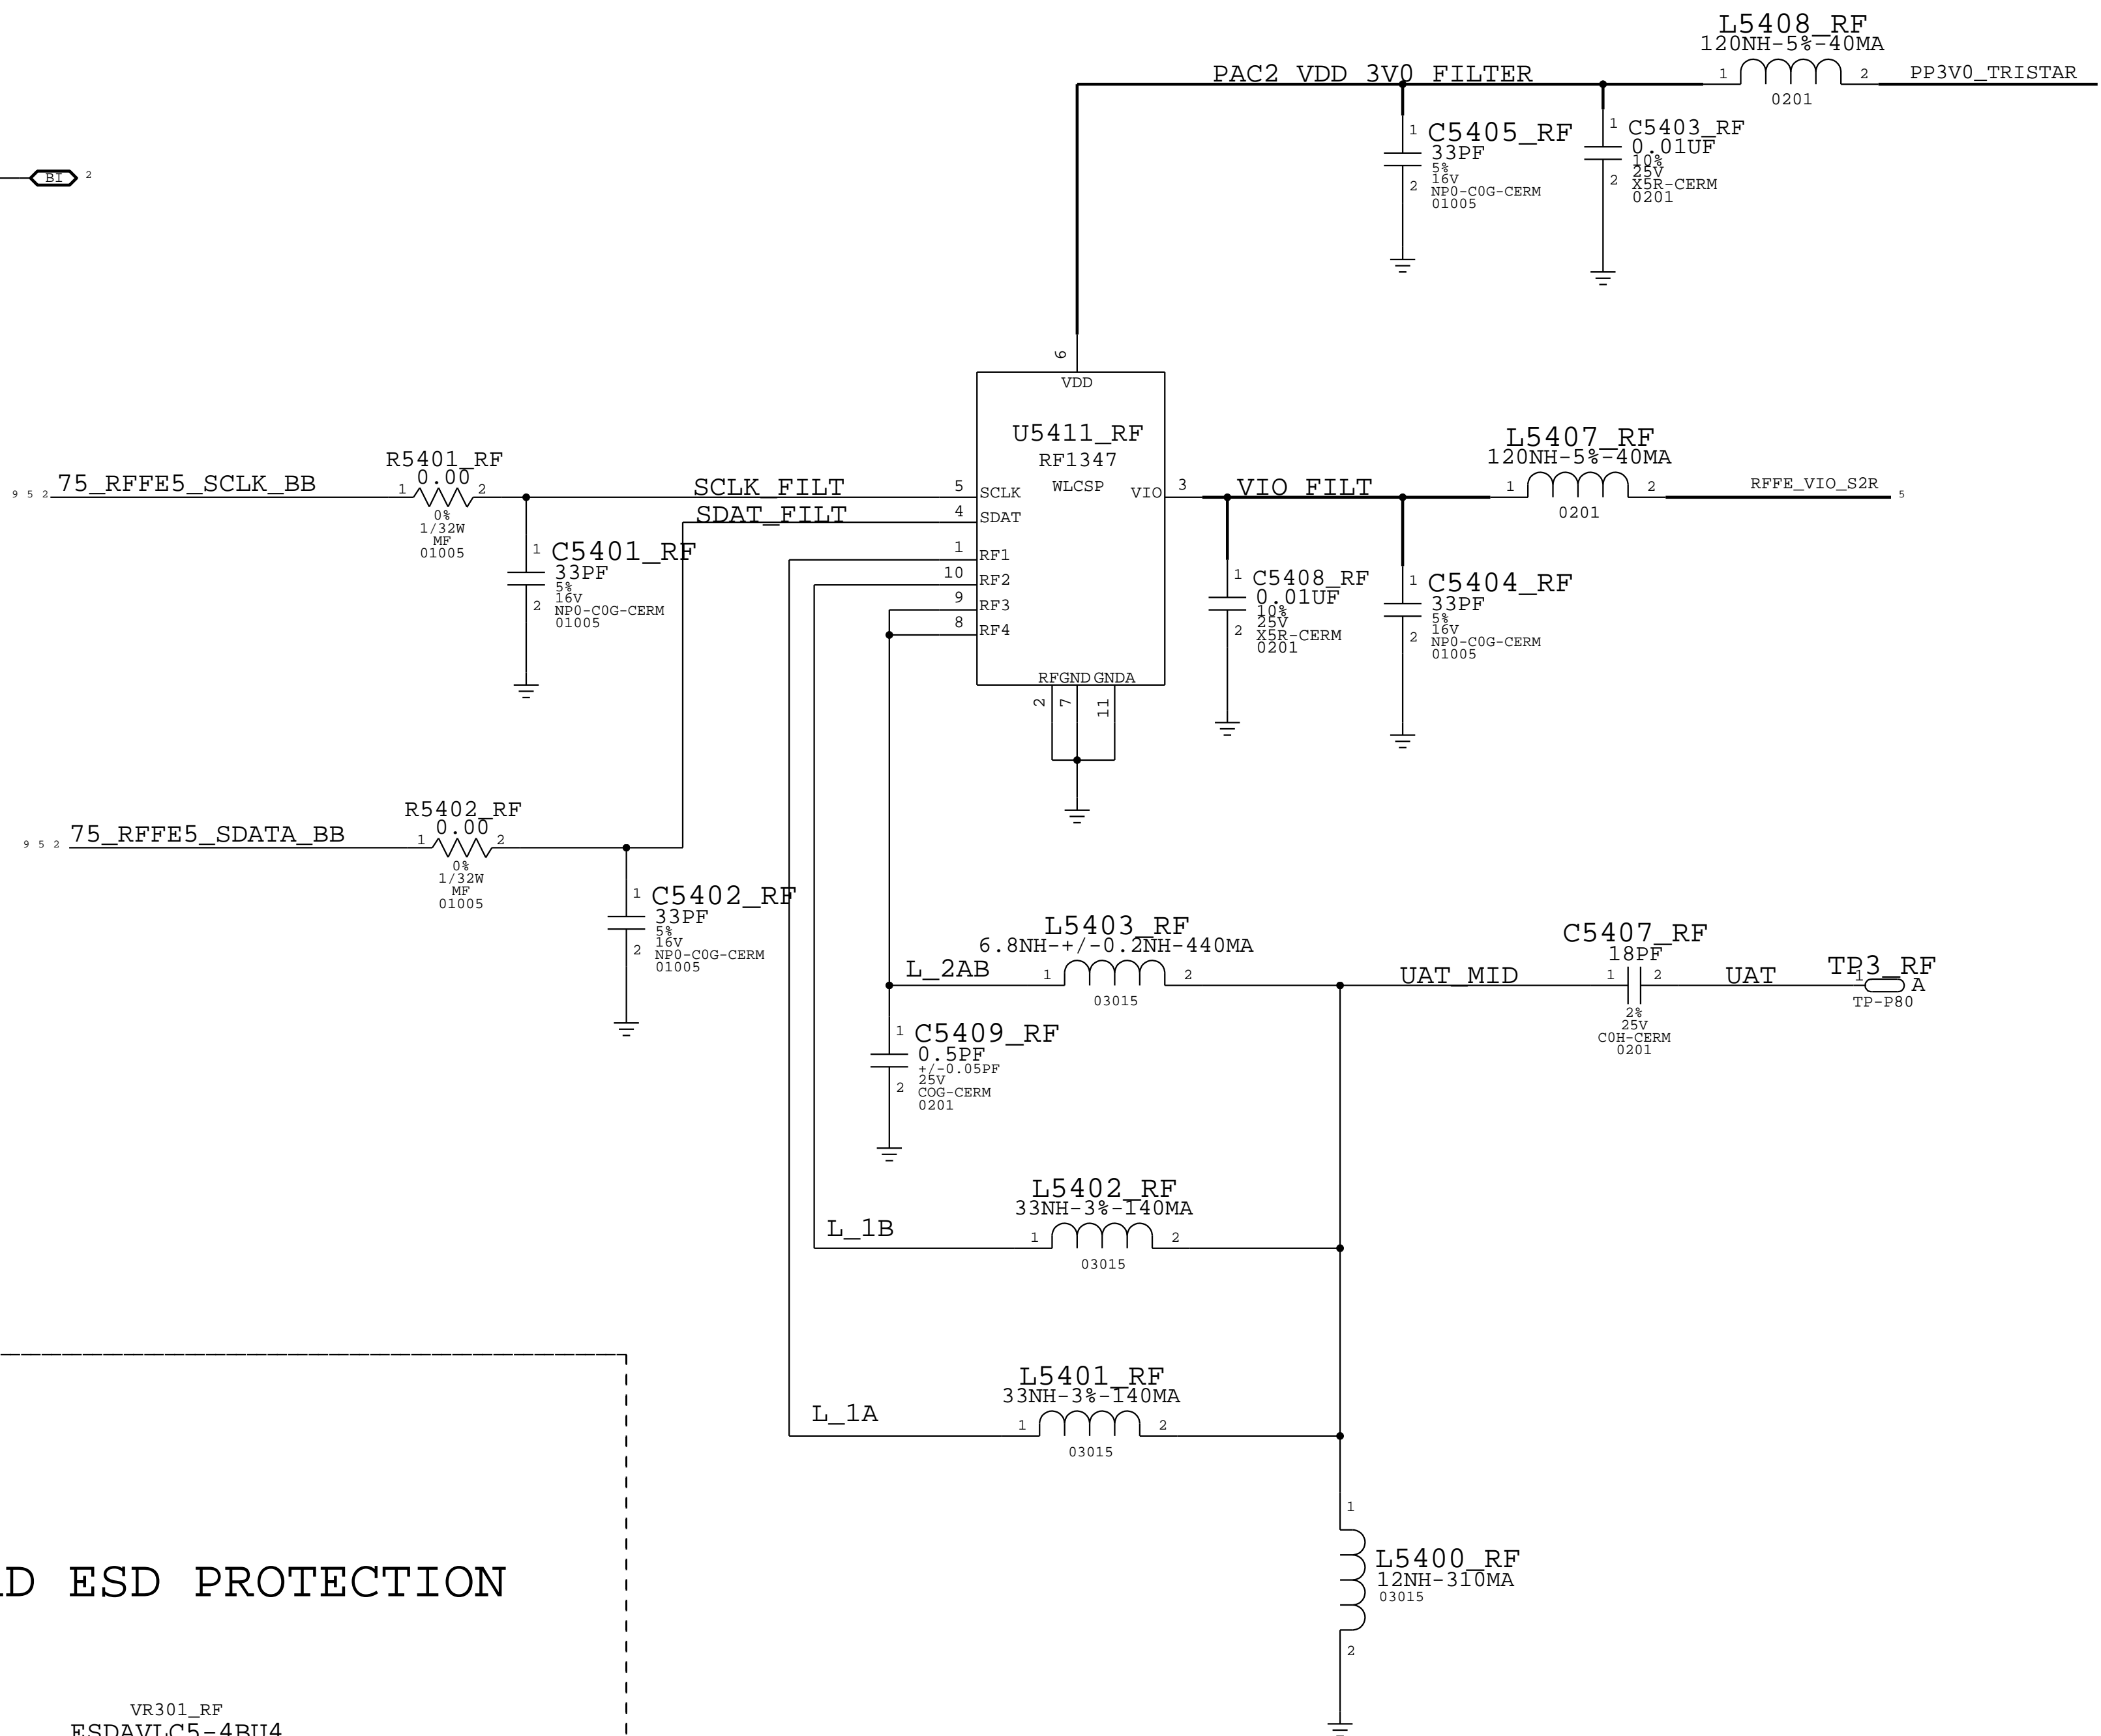 L5408_RF
120NH-5%-40MA
PAC2_VDD_3V0_FILTER
1
2
PP3V0_TRISTAR
0201
1
C5405_RF
33PF
5%
16V
2
NP0-C0G-CERM
01005
1
C5403_RF
0.01UF
10%
25V
2
X5R-CERM
0201
BI
2
6
VDD
U5411_RF
RF1347
WLCSP
5
SCLK
4
SDAT
1
RF1
10
RF2
9
RF3
8
RF4
VIO
3
RFGND
GNDA
2
7
11
R5401_RF
0.00
9 5 2
75_RFFE5_SCLK_BB
1
2
0%
1/32W
MF
01005
SCLK_FILT
SDAT_FILT
1
C5401_RF
33PF
5%
16V
2
NP0-C0G-CERM
01005
VIO_FILT
L5407_RF
120NH-5%-40MA
1
2
RFFE_VIO_S2R
5
0201
1
C5408_RF
0.01UF
10%
25V
2
X5R-CERM
0201
1
C5404_RF
33PF
5%
16V
2
NP0-C0G-CERM
01005
R5402_RF
0.00
9 5 2
75_RFFE5_SDATA_BB
1
2
0%
1/32W
MF
01005
1
C5402_RF
33PF
5%
16V
2
NP0-C0G-CERM
01005
L5403_RF
6.8NH-+/-0.2NH-440MA
L_2AB
1
2
03015
UAT_MID
C5407_RF
18PF
1
2
2%
25V
C0H-CERM
0201
UAT
TP3_RF
1
A
TP-P80
1
C5409_RF
0.5PF
+/-0.05PF
25V
2
COG-CERM
0201
L5402_RF
33NH-3%-140MA
L_1B
1
2
03015
L5401_RF
33NH-3%-140MA
L_1A
1
2
03015
1
L5400_RF
12NH-310MA
03015
2
D ESD PROTECTION
VR301_RF
ESDAVLC5-4BU4